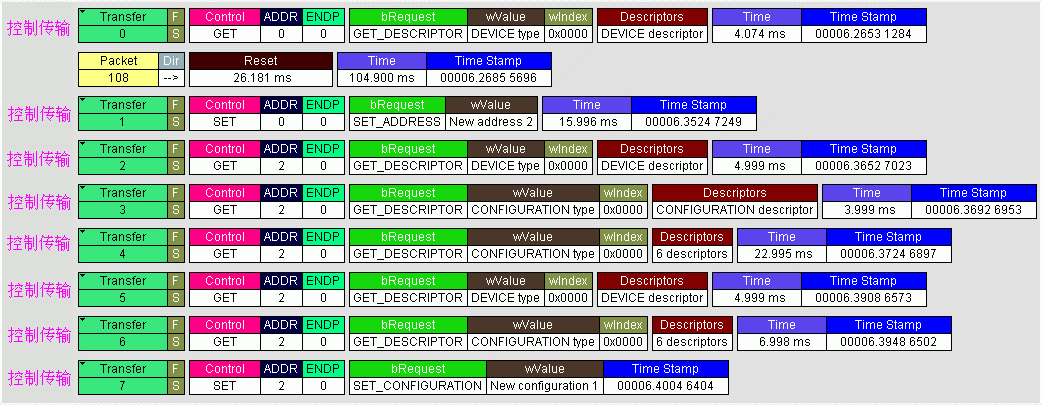 控制传输 Transfer F Control ADDR ENDP bRequest wValue wIndex Descriptors Time Time Stamp
0 S GET 0 0 GET_DESCRIPTOR DEVICE type 0x0000 DEVICE descriptor 4.074 ms 00006.2653 1284
Packet Dir Reset Time Time Stamp
108 --> 26.181 ms 104.900 ms 00006.2685 5696
控制传输 Transfer F Control ADDR ENDP bRequest wValue Time Time Stamp
1 S SET 0 0 SET_ADDRESS New address 2 15.996 ms 00006.3524 7249
控制传输 Transfer F Control ADDR ENDP bRequest wValue wIndex Descriptors Time Time Stamp
2 S GET 2 0 GET_DESCRIPTOR DEVICE type 0x0000 DEVICE descriptor 4.999 ms 00006.3652 7023
控制传输 Transfer F Control ADDR ENDP bRequest wValue wIndex Descriptors Time Time Stamp
3 S GET 2 0 GET_DESCRIPTOR CONFIGURATION type 0x0000 CONFIGURATION descriptor 3.999 ms 00006.3692 6953
控制传输 Transfer F Control ADDR ENDP bRequest wValue wIndex Descriptors Time Time Stamp
4 S GET 2 0 GET_DESCRIPTOR CONFIGURATION type 0x0000 6 descriptors 22.995 ms 00006.3724 6897
控制传输 Transfer F Control ADDR ENDP bRequest wValue wIndex Descriptors Time Time Stamp
5 S GET 2 0 GET_DESCRIPTOR DEVICE type 0x0000 DEVICE descriptor 4.999 ms 00006.3908 6573
控制传输 Transfer F Control ADDR ENDP bRequest wValue wIndex Descriptors Time Time Stamp
6 S GET 2 0 GET_DESCRIPTOR CONFIGURATION type 0x0000 6 descriptors 6.998 ms 00006.3948 6502
控制传输 Transfer F Control ADDR ENDP bRequest wValue Time Stamp
7 S SET 2 0 SET_CONFIGURATION New configuration 1 00006.4004 6404